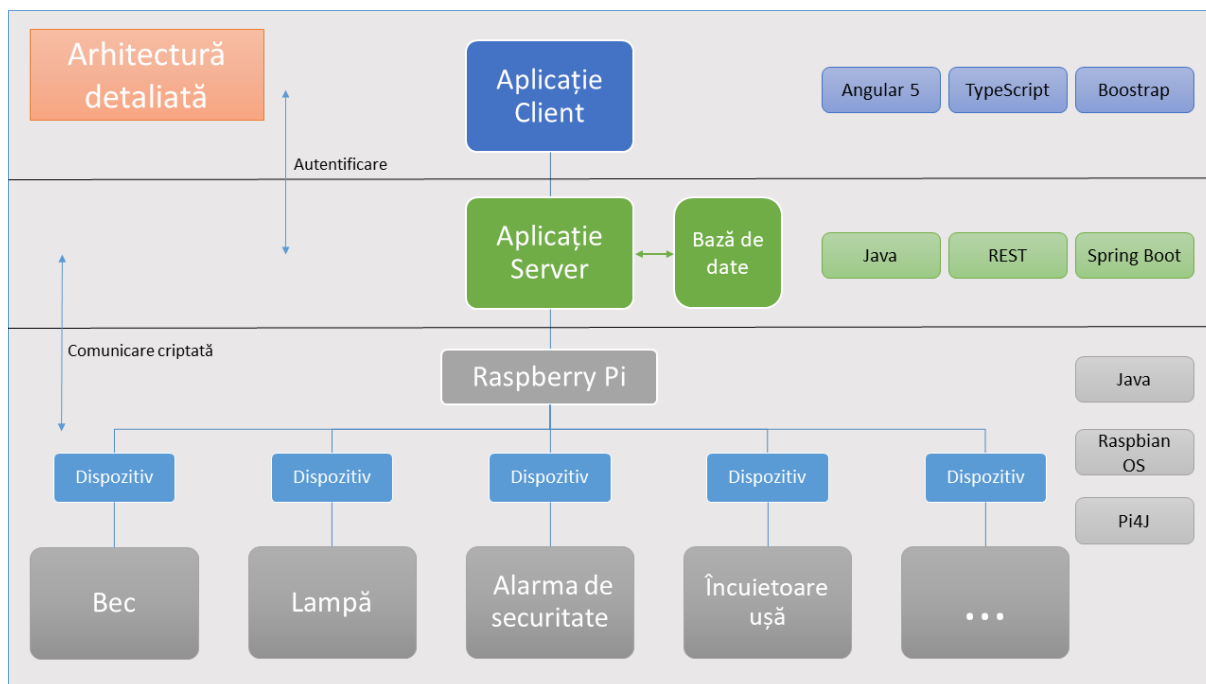 Arhitectură
detaliată
Aplicație
Client
Angular 5
TypeScript
Boostrap
Autentificare
Aplicație
Server
Bază de
date
Java
REST
Spring Boot
Comunicare criptată
Raspberry Pi
Java
Raspbian
OS
Pi4J
Dispozitiv
Dispozitiv
Dispozitiv
Dispozitiv
Dispozitiv
Bec
Lampă
Alarma de
securitate
Încuietoare
ușă
...